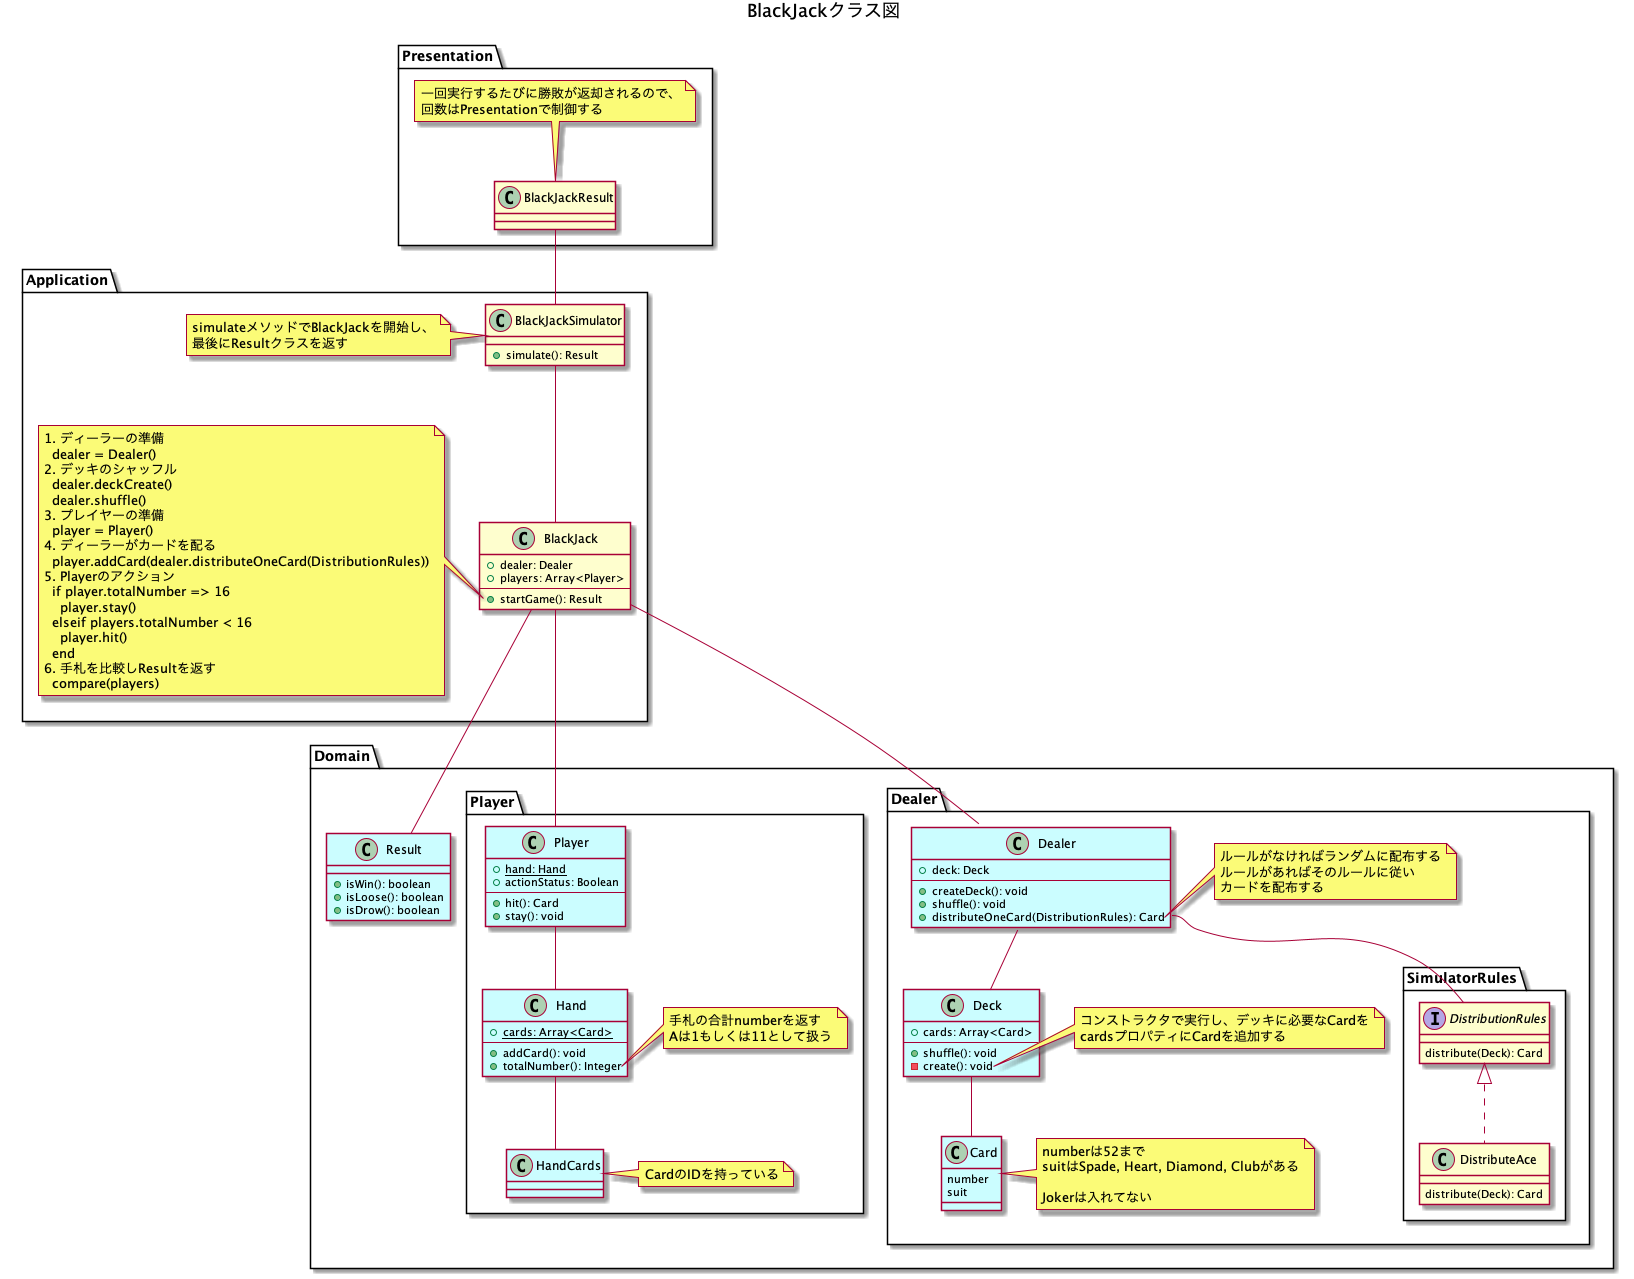 BlackJackクラス図
Presentation
一回実行するたびに勝敗が返却されるので、
回数はPresentationで制御する
C BlackJackResult
Application
simulateメソッドでBlackJackを開始し、
最後にResultクラスを返す
C BlackJackSimulator
simulate(): Result
1. ディーラーの準備
dealer = Dealer()
2. デッキのシャッフル
dealer.deckCreate()
dealer.shuffle()
3. プレイヤーの準備
player = Player()
4. ディーラーがカードを配る
player.addCard(dealer.distributeOneCard(DistributionRules))
5. Playerのアクション
if player.totalNumber => 16
player.stay()
elseif players.totalNumber < 16
player.hit()
end
6. 手札を比較しResultを返す
compare(players)
C BlackJack
dealer: Dealer
players: Array<Player>
startGame(): Result
Domain
C Result
isWin(): boolean
isLoose(): boolean
isDrow(): boolean
Player
C Player
hand: Hand
actionStatus: Boolean
hit(): Card
stay(): void
C Hand
cards: Array<Card>
addCard(): void
totalNumber(): Integer
手札の合計numberを返す
Aは1もしくは11として扱う
C HandCards
CardのIDを持っている
Dealer
C Dealer
deck: Deck
createDeck(): void
shuffle(): void
distributeOneCard(DistributionRules): Card
ルールがなければランダムに配布する
ルールがあればそのルールに従い
カードを配布する
C Deck
cards: Array<Card>
shuffle(): void
create(): void
コンストラクタで実行し、デッキに必要なCardを
cardsプロパティにCardを追加する
C Card
number
suit
numberは52まで
suitはSpade, Heart, Diamond, Clubがある
Jokerは入れてない
SimulatorRules
I DistributionRules
distribute(Deck): Card
C DistributeAce
distribute(Deck): Card